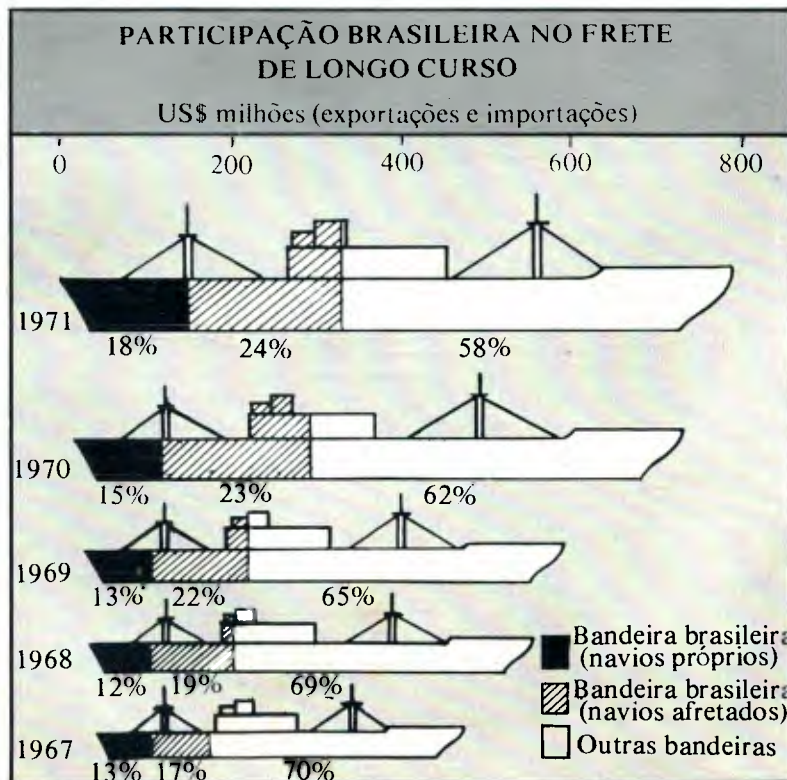 PARTICIPAÇÃO BRASILEIRA NO FRETE
DE LONGO CURSO
US$ milhões (exportações e importações)
0 200 400 600 800
1971
18% 24% 58%
1970
15% 23% 62%
1969
13% 22% 65%
1968
12% 19% 69%
1967
13% 17% 70%
Bandeira brasileira
(navios próprios)
Bandeira brasileira
(navios afretados)
Outras bandeiras